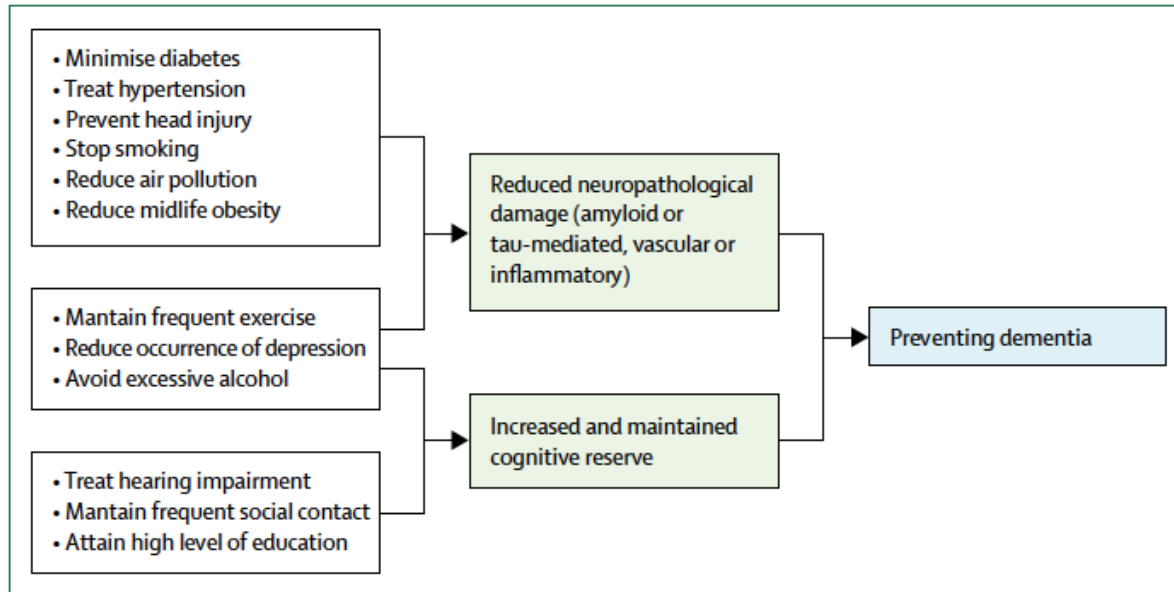 • Minimise diabetes
• Treat hypertension
• Prevent head injury
• Stop smoking
• Reduce air pollution
• Reduce midlife obesity
• Mantain frequent exercise
• Reduce occurrence of depression
• Avoid excessive alcohol
• Treat hearing impairment
• Mantain frequent social contact
• Attain high level of education
Reduced neuropathological
damage (amyloid or
tau-mediated, vascular or
inflammatory)
Increased and maintained
cognitive reserve
Preventing dementia